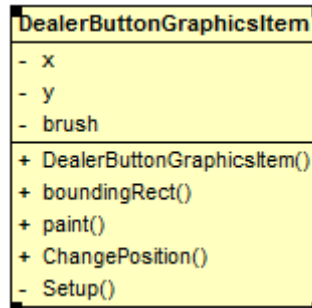 DealerButtonGraphicsItem
- x
- y
- brush
+ DealerButtonGraphicsItem()
+ boundingRect()
+ paint()
+ ChangePosition()
- Setup()